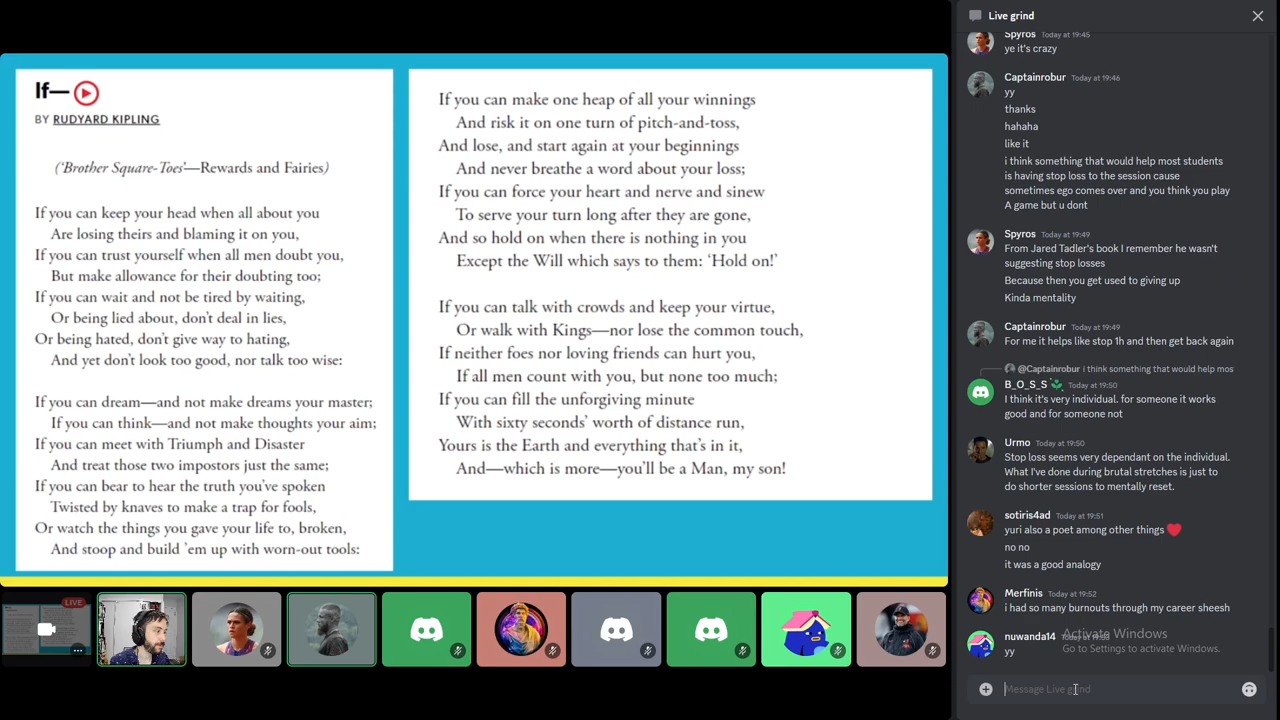 If—
BY RUDYARD KIPLING
('Brother Square-Toes'—Rewards and Fairies)
If you can keep your head when all about you
Are losing theirs and blaming it on you,
If you can trust yourself when all men doubt you,
But make allowance for their doubting too;
If you can wait and not be tired by waiting,
Or being lied about, don't deal in lies,
Or being hated, don't give way to hating,
And yet don't look too good, nor talk too wise:
If you can dream—and not make dreams your master;
If you can think—and not make thoughts your aim;
If you can meet with Triumph and Disaster
And treat those two impostors just the same;
If you can bear to hear the truth you've spoken
Twisted by knaves to make a trap for fools,
Or watch the things you gave your life to, broken,
And stoop and build 'em up with worn-out tools:
If you can make one heap of all your winnings
And risk it on one turn of pitch-and-toss,
And lose, and start again at your beginnings
And never breathe a word about your loss;
If you can force your heart and nerve and sinew
To serve your turn long after they are gone,
And so hold on when there is nothing in you
Except the Will which says to them: 'Hold on!'
If you can talk with crowds and keep your virtue,
Or walk with Kings—nor lose the common touch,
If neither foes nor loving friends can hurt you,
If all men count with you, but none too much;
If you can fill the unforgiving minute
With sixty seconds' worth of distance run,
Yours is the Earth and everything that's in it,
And—which is more—you'll be a Man, my son!
LIVE
Live grind
Spyros Today at 19:45
ye it's crazy
Captainrobur Today at 19:46
yy
thanks
hahaha
like it
i think something that would help most students
is having stop loss to the session cause
sometimes ego comes over and you think you play
A game but u dont
Spyros Today at 19:49
From Jared Tadler's book I remember he wasn't
suggesting stop losses
Because then you get used to giving up
Kinda mentality
Captainrobur Today at 19:49
For me it helps like stop 1h and then get back again
@Captainrobur i think something that would help mos
B_O_S_S Today at 19:50
I think it's very individual. for someone it works
good and for someone not
Urmo Today at 19:50
Stop loss seems very dependant on the individual.
What I've done during brutal stretches is just to
do shorter sessions to mentally reset.
sotiris4ad Today at 19:51
yuri also a poet among other things
no no
it was a good analogy
Merfinis Today at 19:52
i had so many burnouts through my career sheesh
nuwanda14 Today at
yy
Activate Windows
Go to Settings to activate Windows.
Message Live grind